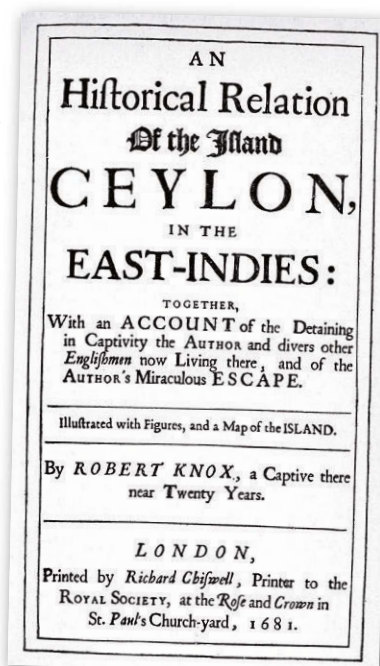 AN
Hiſtorical Relation
Of the Iſland
CEYLON,
IN THE
EAST-INDIES:
TOGETHER,
With an ACCOUNT of the Detaining
in Captivity the AUTHOR and divers other
Engliſhmen now Living there, and of the
AUTHOR's Miraculous ESCAPE.
Illuſtrated with Figures, and a Map of the ISLAND.
By ROBERT KNOX, a Captive there
near Twenty Years.
LONDON,
Printed by Richard Chiſwell, Printer to the
ROYAL SOCIETY, at the Roſe and Crown in
St. Paul's Church-yard, 1681.